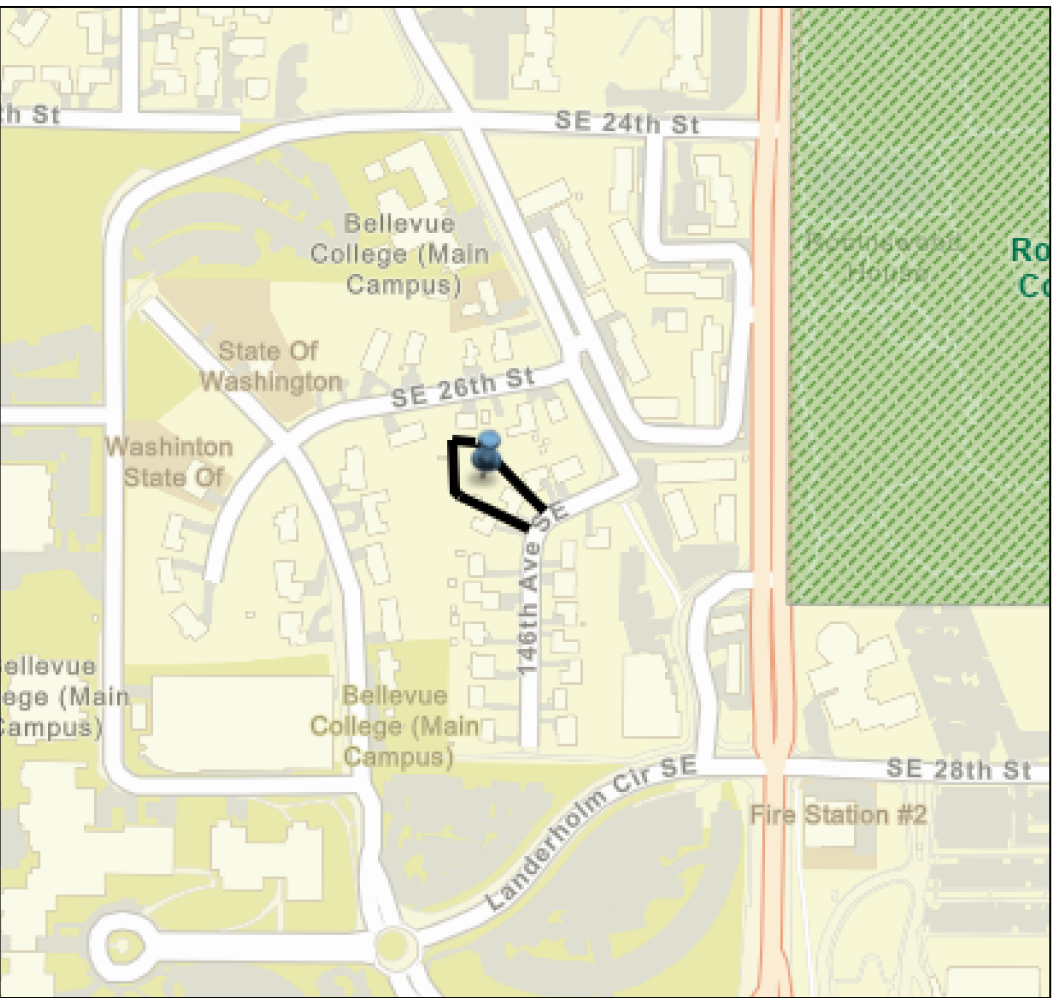 th St
SE 24th St
Bellevue
College (Main
Campus)
Ro
Co
House
State Of
Washington
SE 26th St
Washinton
State Of
SE
146th Ave
ellevue
ege (Main
Campus)
Bellevue
College (Main
Campus)
Landerholm Cir SE
SE 28th St
Fire Station #2